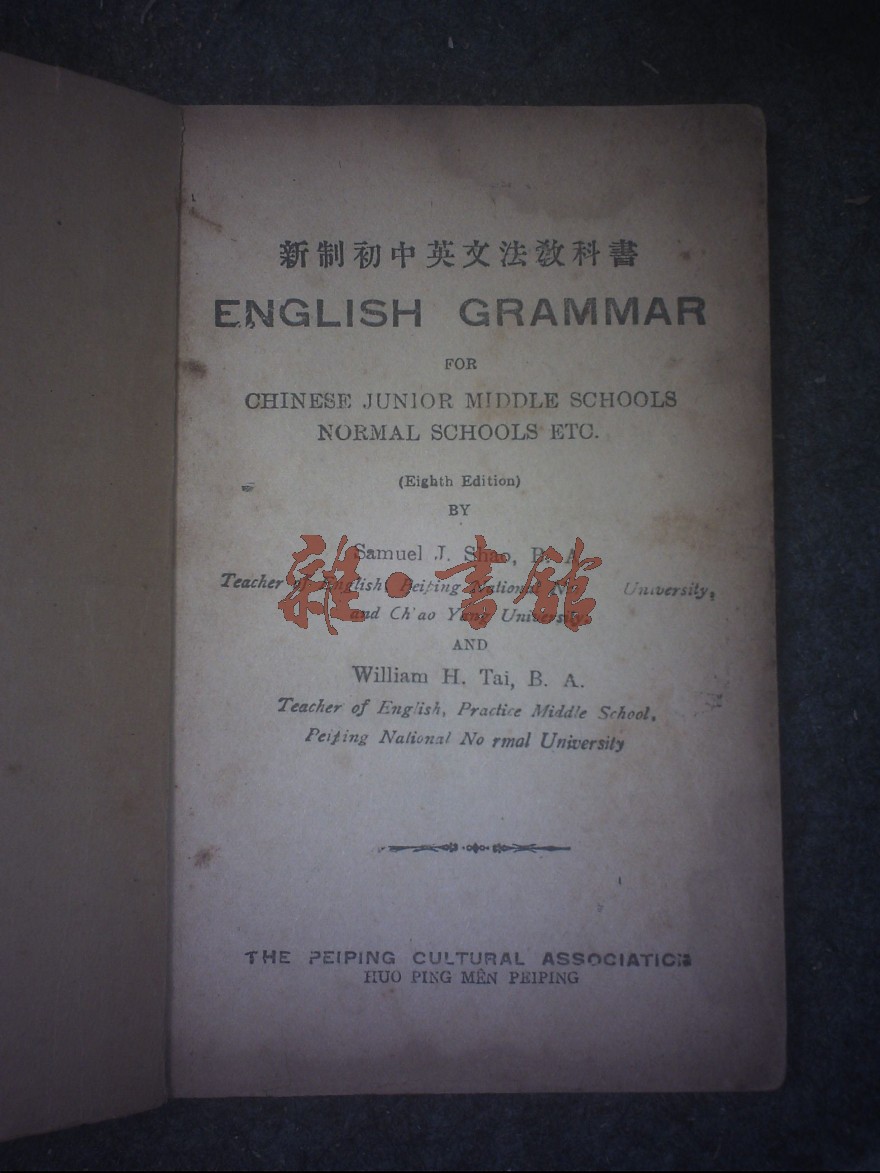 新制初中英文法教科書
ENGLISH GRAMMAR
FOR
CHINESE JUNIOR MIDDLE SCHOOLS
NORMAL SCHOOLS ETC.
(Eighth Edition)
BY
Samuel J. Shao, B. A.
Teacher of English, Peiping National University,
and Ch'ao Yang University.
雜·書館
AND
William H. Tai, B. A.
Teacher of English, Practice Middle School,
Peiping National No rmal University
THE PEIPING CULTURAL ASSOCIATION
HUO PING MÊN PEIPING